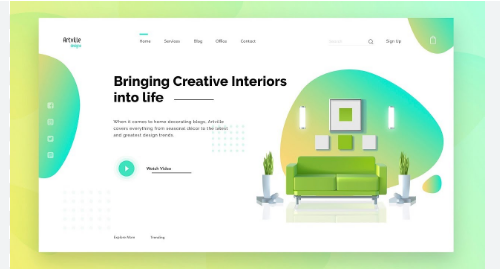 Artville
Home Services Blog Office Contact
Sign Up
Bringing Creative Interiors
into life
When it comes to home decorating blogs, Artville
covers everything from seasonal décor to the latest
and greatest design trends.
Watch Video
Trending